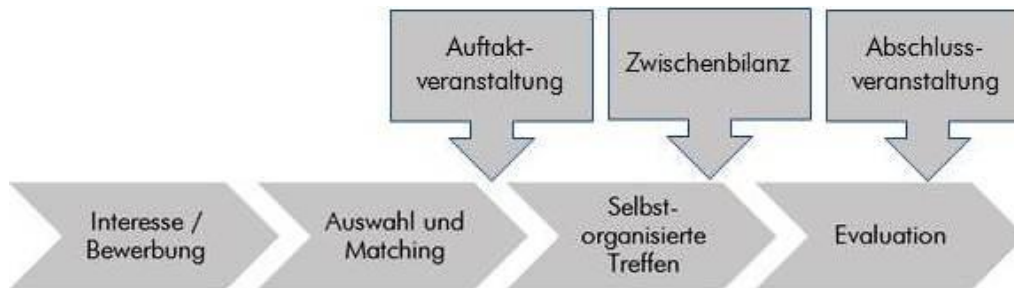 Auftakt-
veranstaltung
Zwischenbilanz
Abschluss-
veranstaltung
Interesse /
Bewerbung
Auswahl und
Matching
Selbst-
organisierte
Treffen
Evaluation